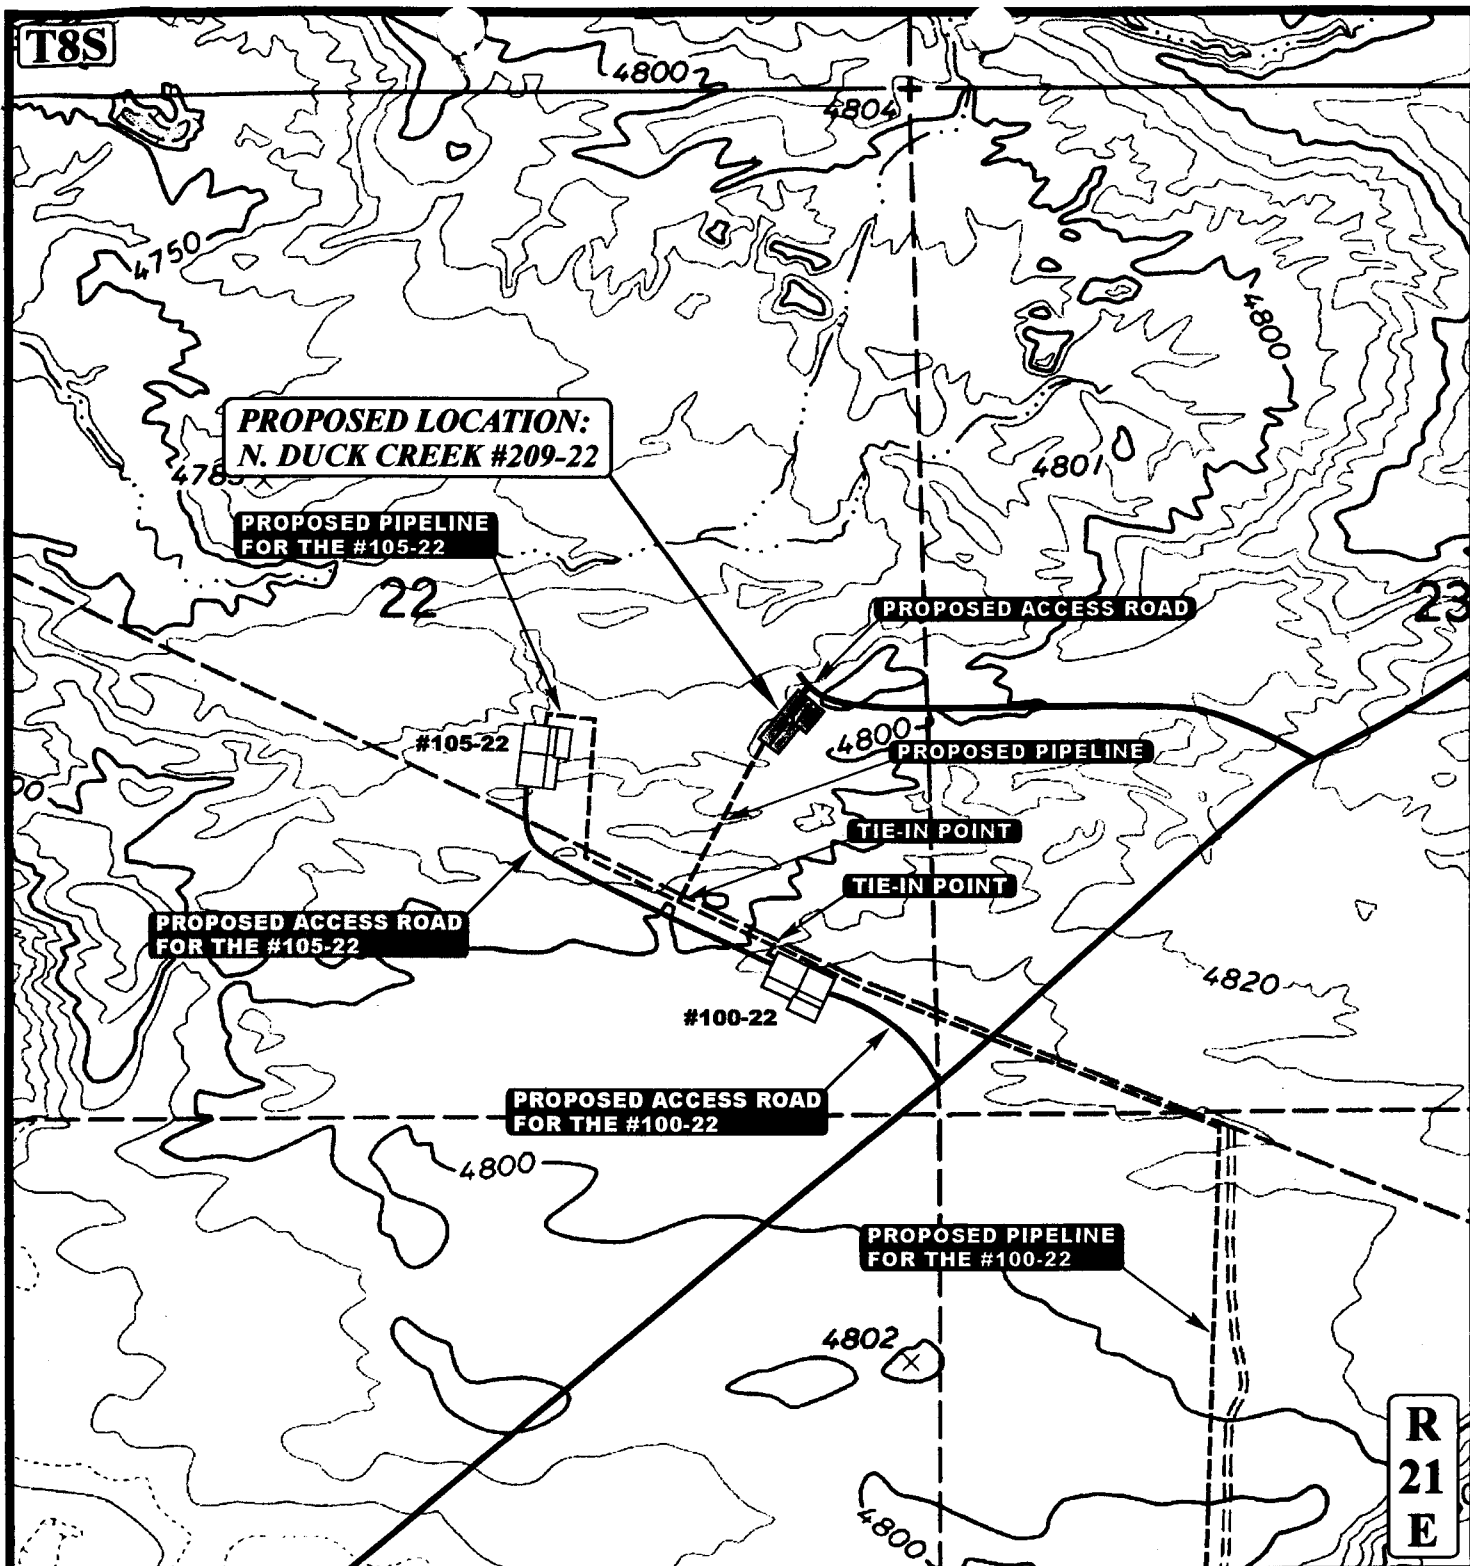 T8S
4800
4804
4750
4800
PROPOSED LOCATION:
N. DUCK CREEK #209-22
4801
PROPOSED PIPELINE
FOR THE #105-22
22
PROPOSED ACCESS ROAD
23
#105-22
4800
PROPOSED PIPELINE
TIE-IN POINT
TIE-IN POINT
PROPOSED ACCESS ROAD
FOR THE #105-22
4820
#100-22
PROPOSED ACCESS ROAD
FOR THE #100-22
4800
PROPOSED PIPELINE
FOR THE #100-22
4802
R
21
E
4800